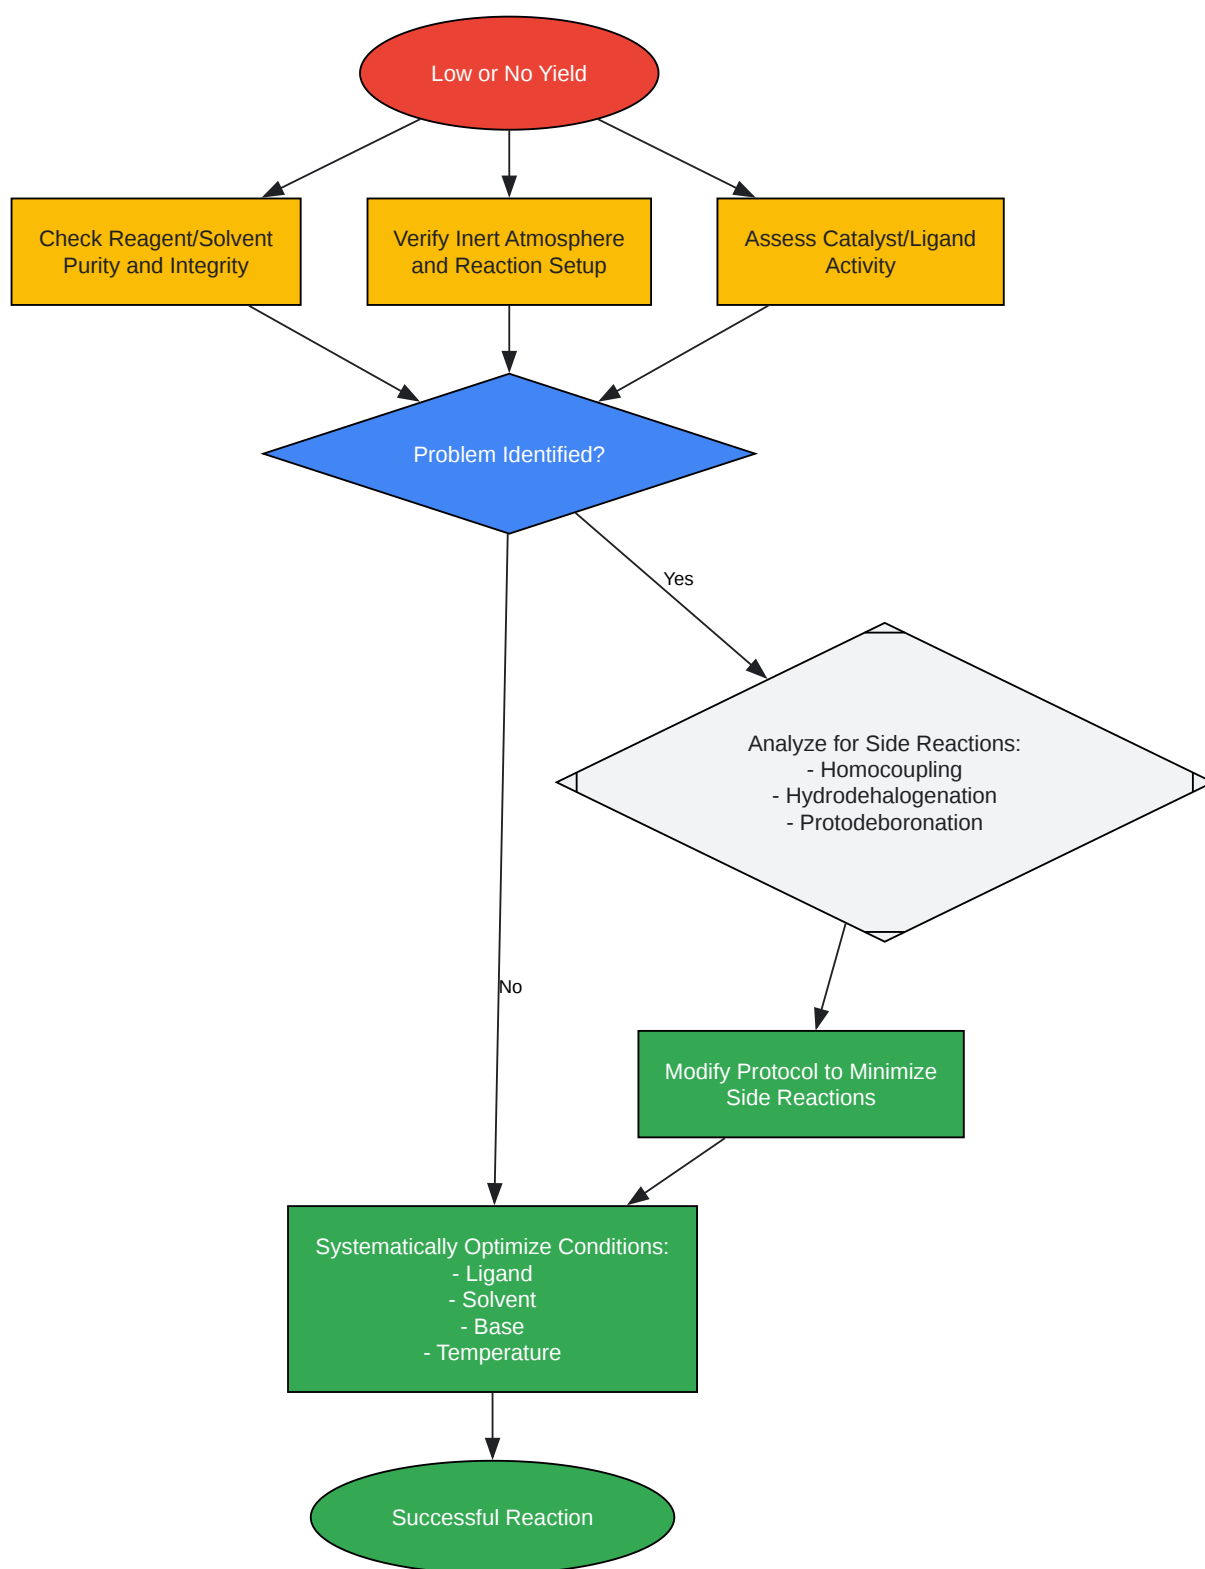 Low or No Yield
Check Reagent/Solvent
Purity and Integrity
Verify Inert Atmosphere
and Reaction Setup
Assess Catalyst/Ligand
Activity
Problem Identified?
Yes
Analyze for Side Reactions:
- Homocoupling
- Hydrodehalogenation
- Protodeboronation
No
Modify Protocol to Minimize
Side Reactions
Systematically Optimize Conditions:
- Ligand
- Solvent
- Base
- Temperature
Successful Reaction